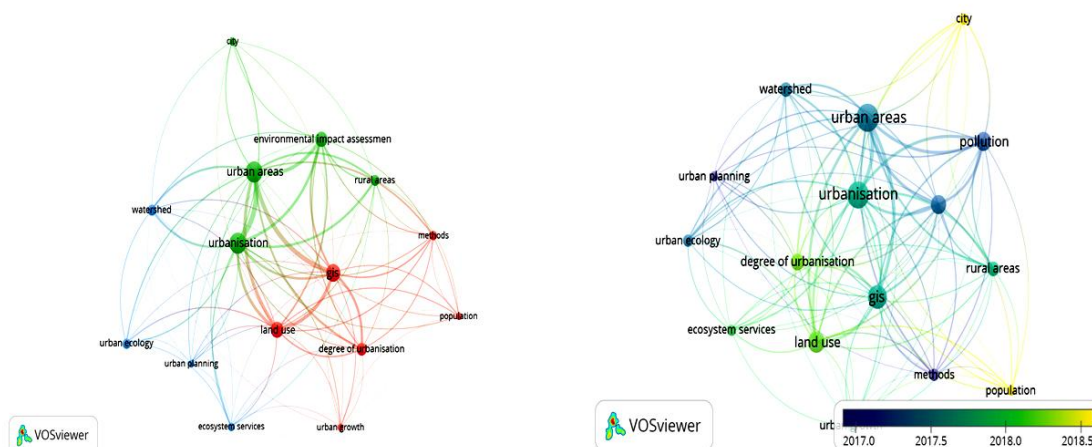 city
environmental impact assessmen
urban areas
rural areas
watershed
methods
urbanisation
gis
population
land use
urban ecology
degree of urbanisation
urban planning
ecosystem services
urban growth
VOSviewer
city
watershed
urban areas
pollution
urban planning
urbanisation
urban ecology
degree of urbanisation
rural areas
gis
ecosystem services
land use
methods
population
VOSviewer
urb
2017.0 2017.5 2018.0 2018.